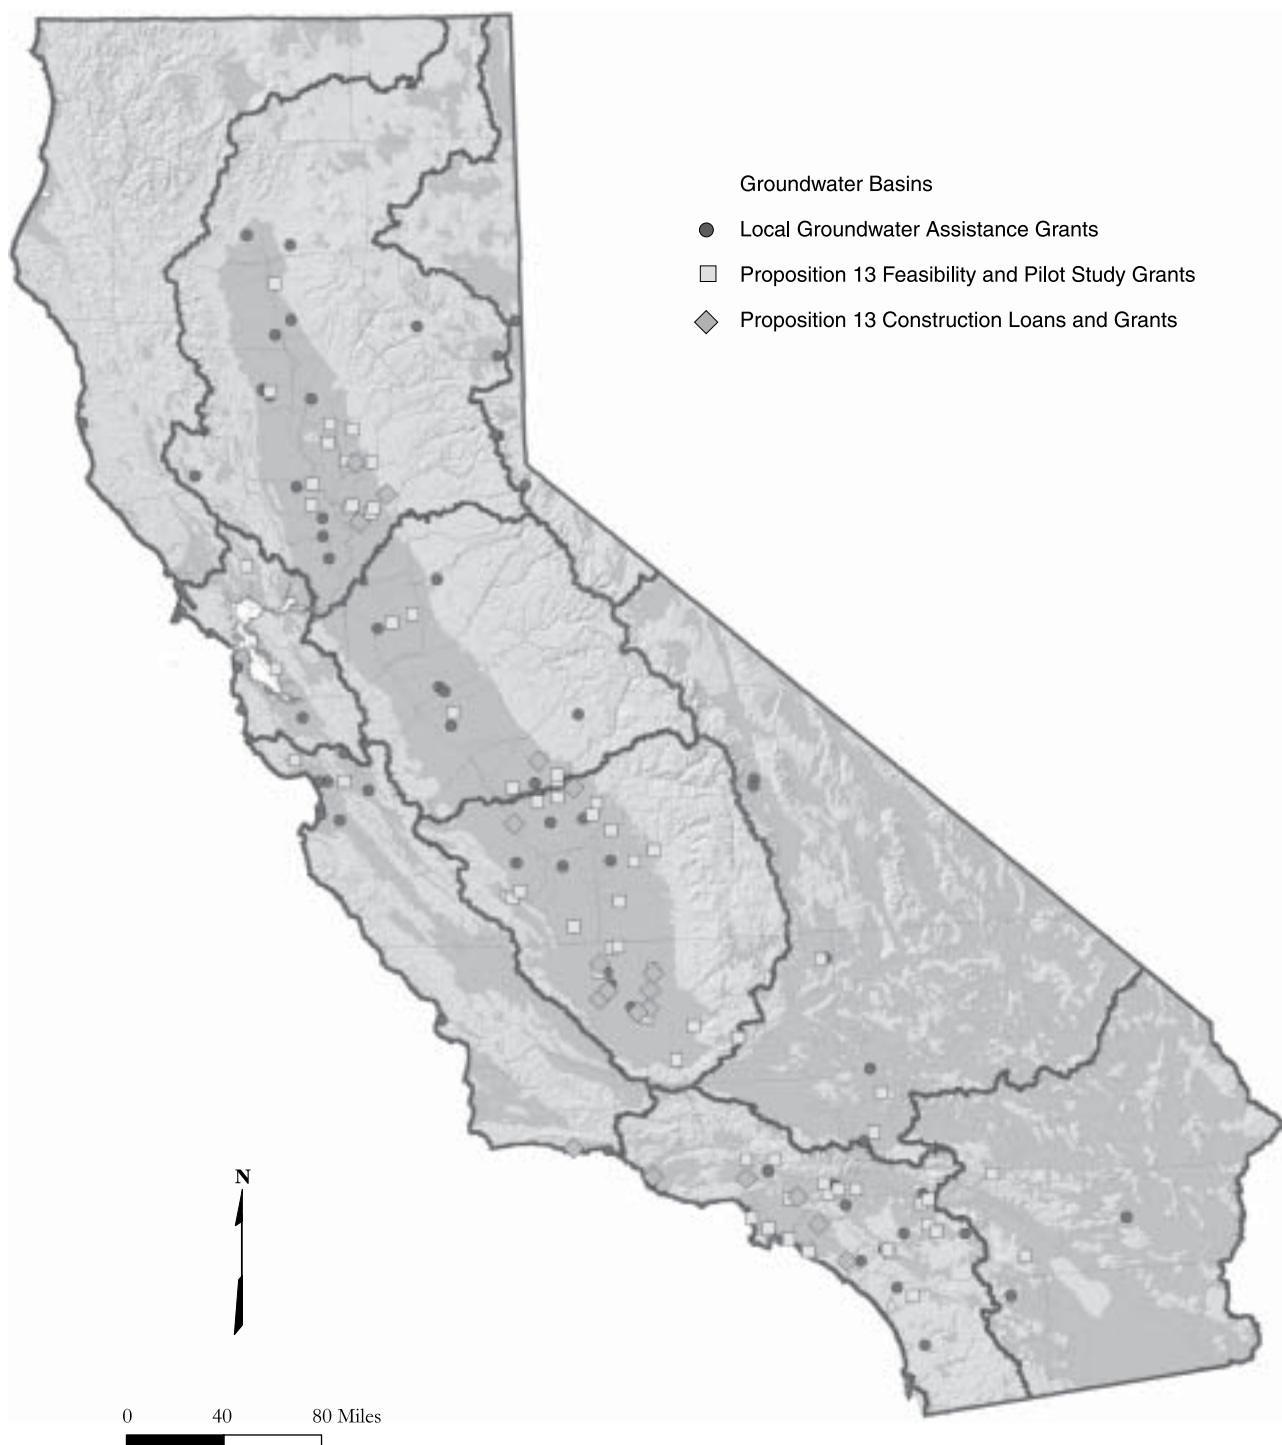 Groundwater Basins
Local Groundwater Assistance Grants
Proposition 13 Feasibility and Pilot Study Grants
Proposition 13 Construction Loans and Grants
N
0 40 80 Miles